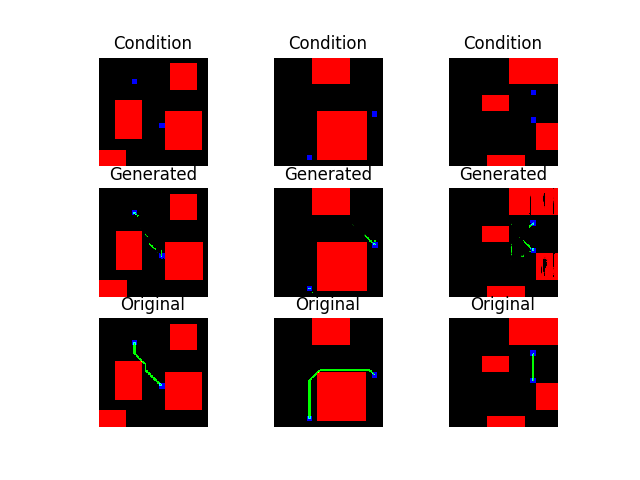 Condition
Condition
Condition
Generated
Generated
Generated
Original
Original
Original